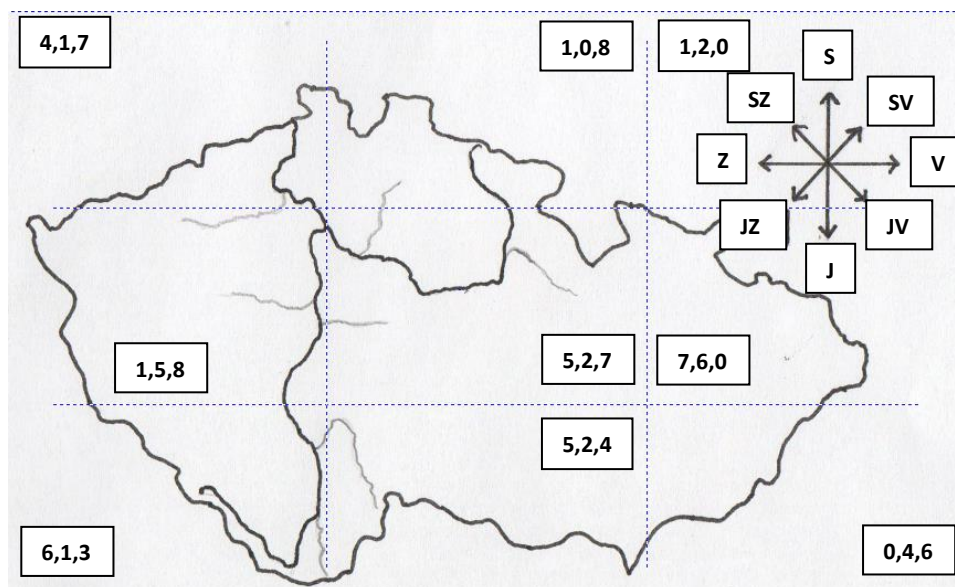 4,1,7
1,0,8
1,2,0
S
SZ
SV
Z
V
JZ
JV
J
1,5,8
5,2,7
7,6,0
5,2,4
6,1,3
0,4,6